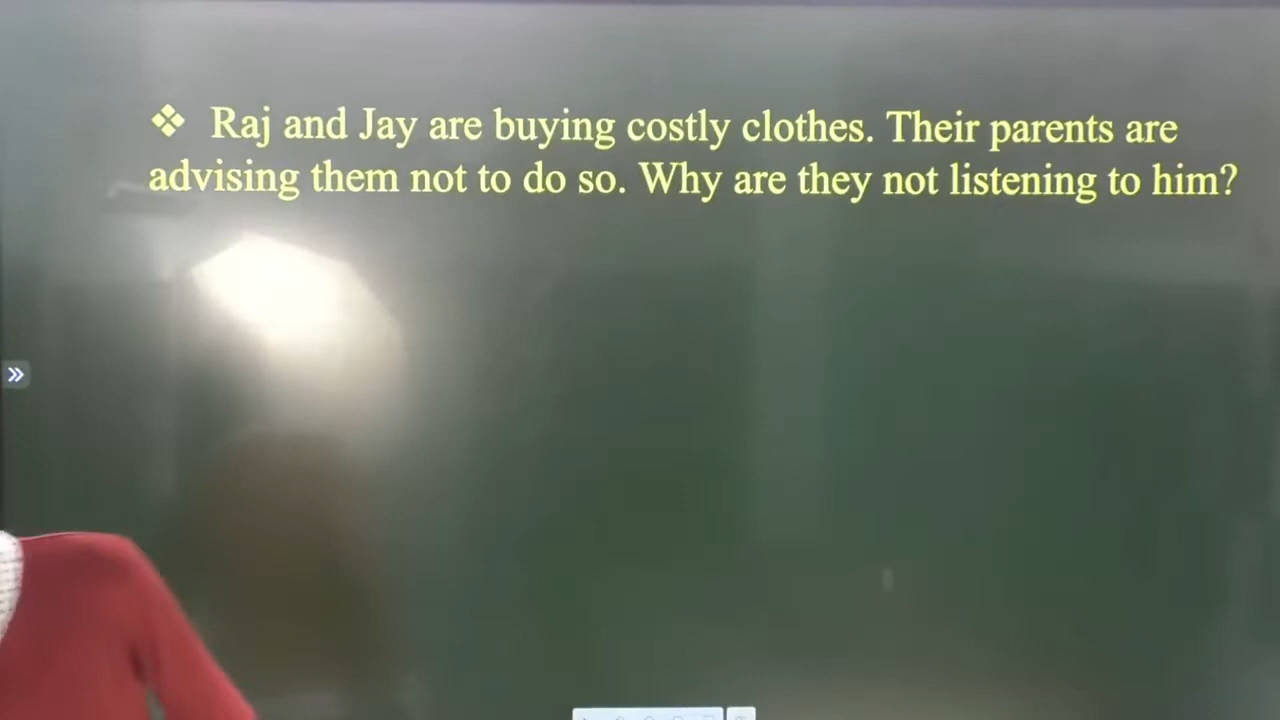 ❖ Raj and Jay are buying costly clothes. Their parents are
advising them not to do so. Why are they not listening to him?